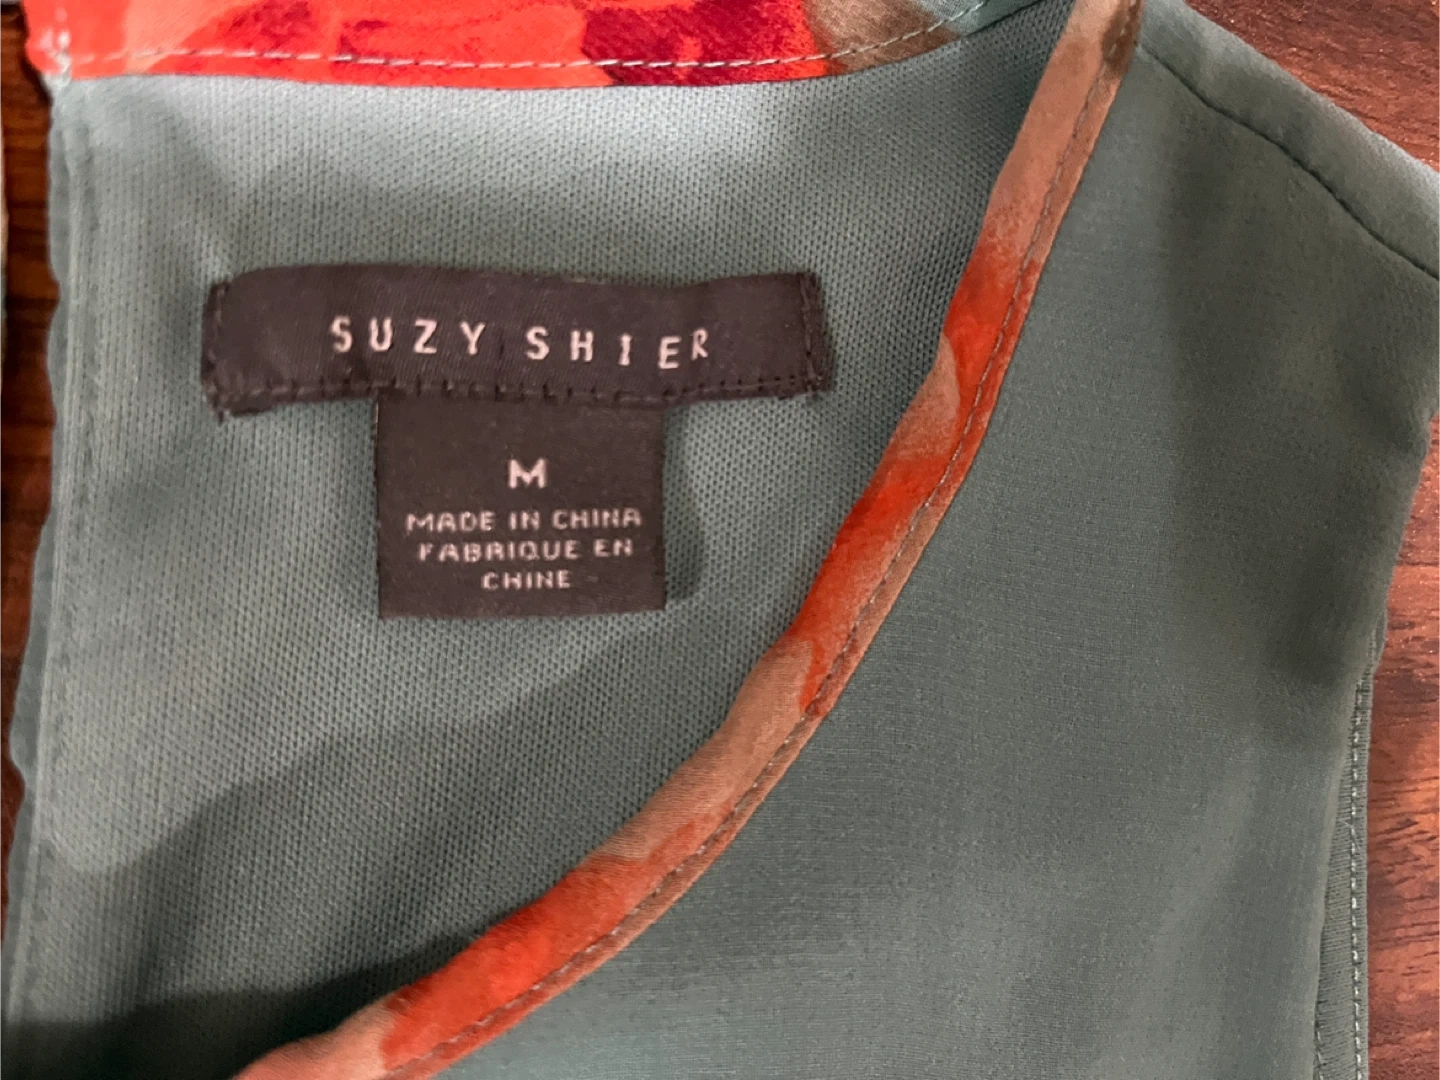 SUZY SHIER
M
MADE IN CHINA
FABRIQUE EN
CHINE